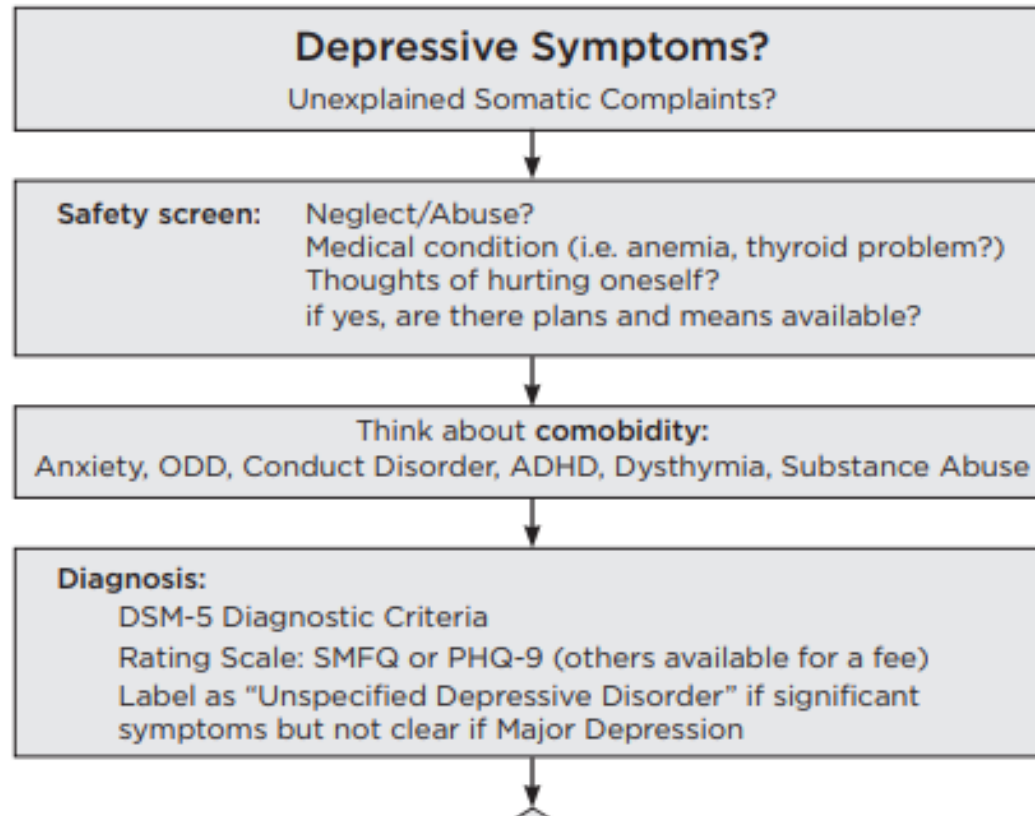 Depressive Symptoms?
Unexplained Somatic Complaints?
Safety screen: Neglect/Abuse?
Medical condition (i.e. anemia, thyroid problem?)
Thoughts of hurting oneself?
if yes, are there plans and means available?
Think about comobidity:
Anxiety, ODD, Conduct Disorder, ADHD, Dysthymia, Substance Abuse
Diagnosis:
DSM-5 Diagnostic Criteria
Rating Scale: SMFQ or PHQ-9 (others available for a fee)
Label as “Unspecified Depressive Disorder” if significant
symptoms but not clear if Major Depression